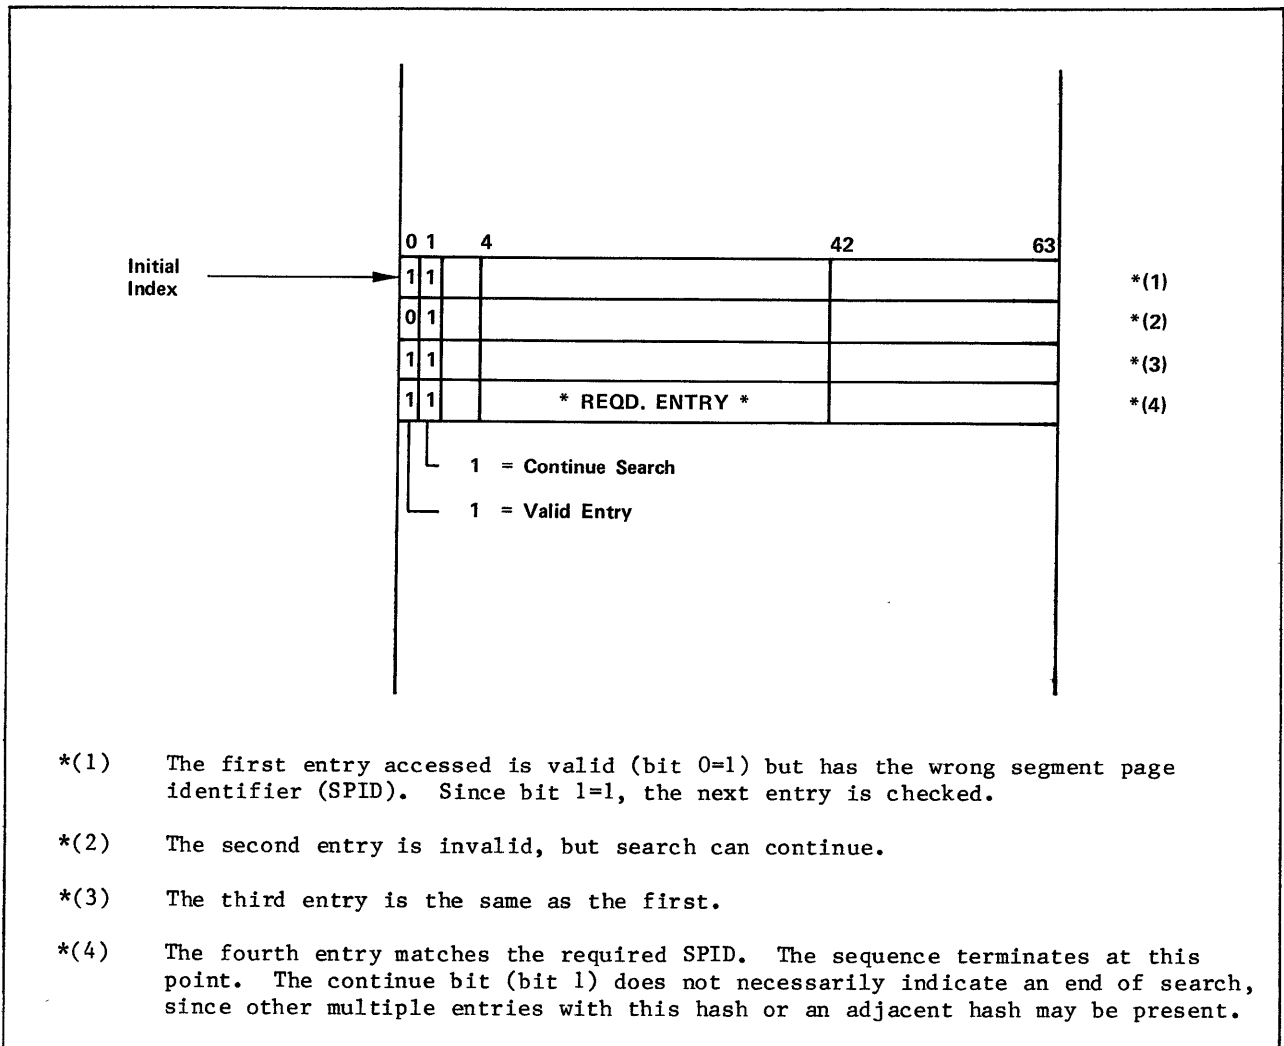 0 1 4 42 63
Initial
Index
1 1 *(1)
0 1 *(2)
1 1 *(3)
1 1 * REQD. ENTRY * *(4)
1 = Continue Search
1 = Valid Entry
*(1) The first entry accessed is valid (bit 0=1) but has the wrong segment page
identifier (SPID). Since bit 1=1, the next entry is checked.
*(2) The second entry is invalid, but search can continue.
*(3) The third entry is the same as the first.
*(4) The fourth entry matches the required SPID. The sequence terminates at this
point. The continue bit (bit 1) does not necessarily indicate an end of search,
since other multiple entries with this hash or an adjacent hash may be present.